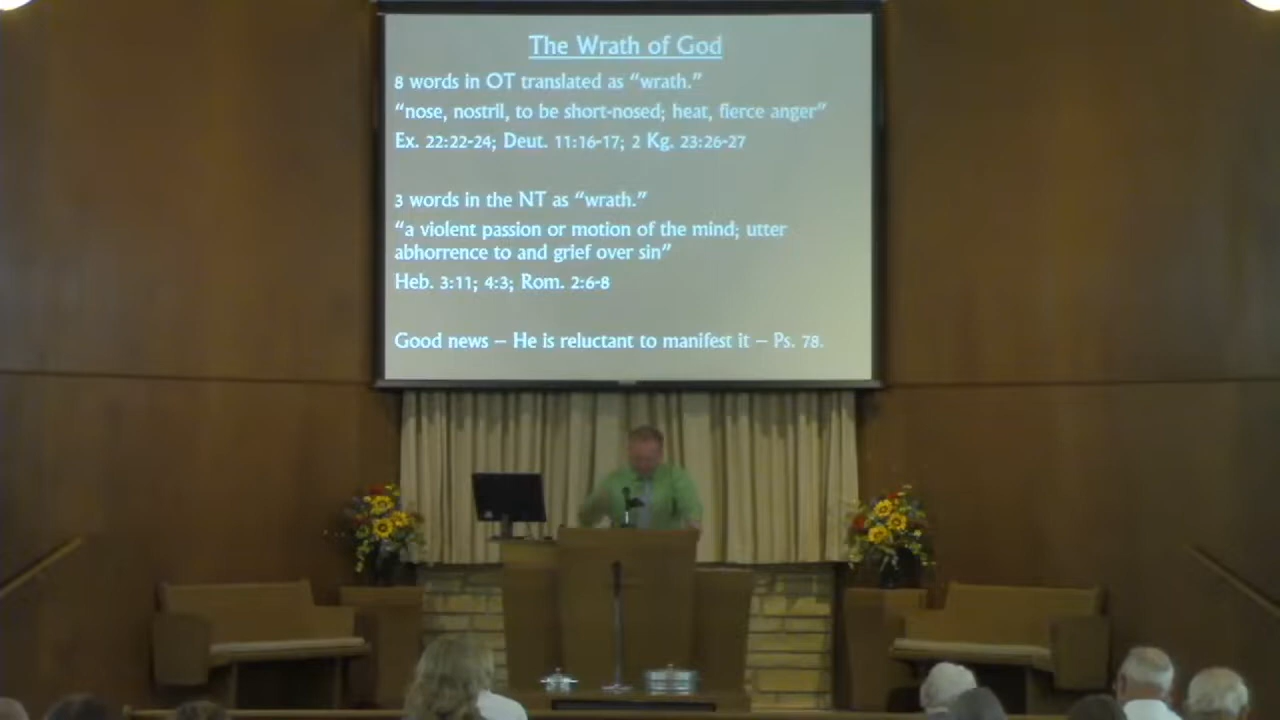 The Wrath of God
8 words in OT translated as “wrath.”
“nose, nostril, to be short-nosed; heat, fierce anger”
Ex. 22:22-24; Deut. 11:16-17; 2 Kg. 23:26-27
3 words in the NT as “wrath.”
“a violent passion or motion of the mind; utter
abhorrence to and grief over sin”
Heb. 3:11; 4:3; Rom. 2:6-8
Good news – He is reluctant to manifest it – Ps. 78.